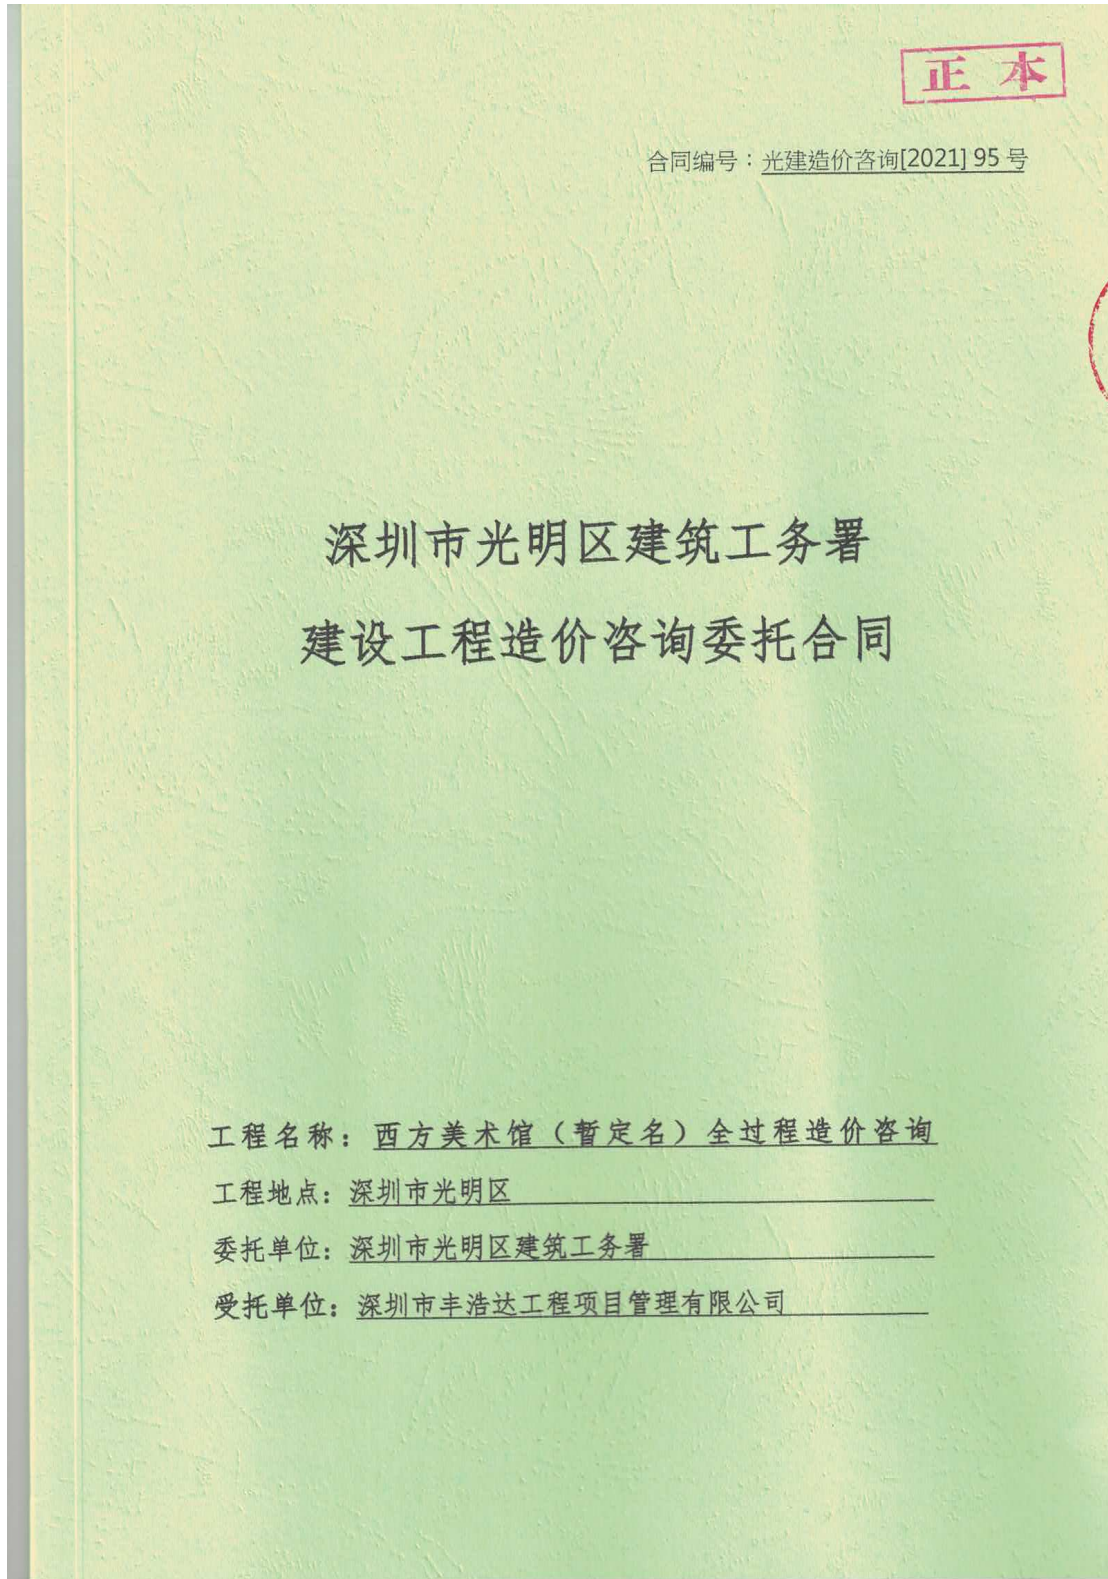 正本
合同编号：光建造价咨询[2021] 95 号
深圳市光明区建筑工务署
建设工程造价咨询委托合同
工程名称：西方美术馆（暂定名）全过程造价咨询
工程地点：深圳市光明区
委托单位：深圳市光明区建筑工务署
受托单位：深圳市丰浩达工程项目管理有限公司